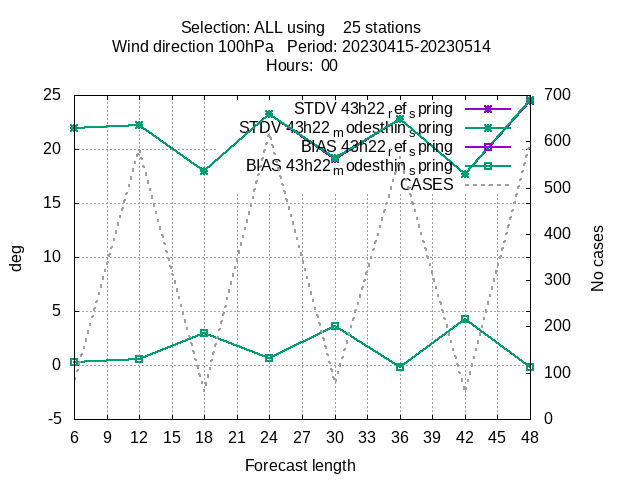 Selection: ALL using    25 stations
Wind direction 100hPa   Period: 20230415-20230514
Hours:  00
STDV 43h22_ref_spring
STDV 43h22_modesthin_spring
BIAS 43h22_ref_spring
BIAS 43h22_modesthin_spring
CASES
25
20
15
10
5
0
-5
deg
700
600
500
400
300
200
100
0
No cases
6 9 12 15 18 21 24 27 30 33 36 39 42 45 48
Forecast length